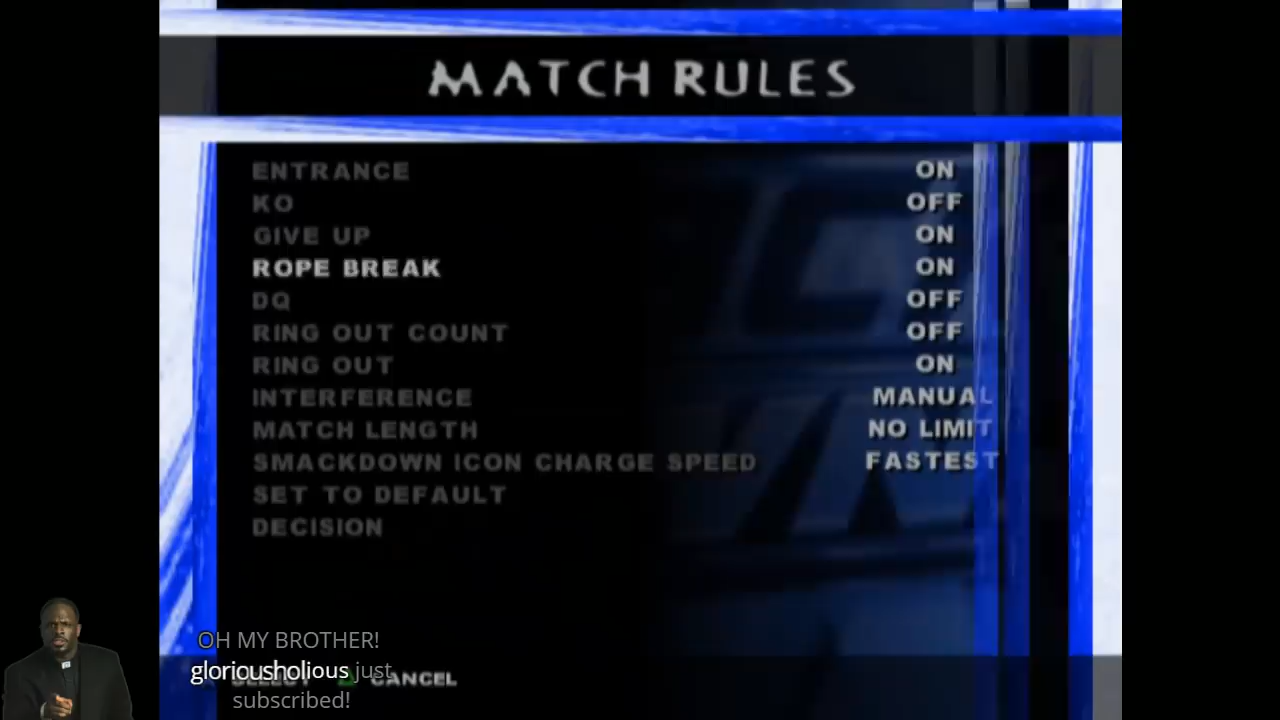 MATCH RULES
ENTRANCE ON
KO OFF
GIVE UP ON
ROPE BREAK ON
DQ OFF
RING OUT COUNT OFF
RING OUT ON
INTERFERENCE MANUAL
MATCH LENGTH NO LIMIT
SMACKDOWN ICON CHARGE SPEED FASTEST
SET TO DEFAULT
DECISION
OH MY BROTHER!
gloriousholious just
subscribed!
SELECT CANCEL